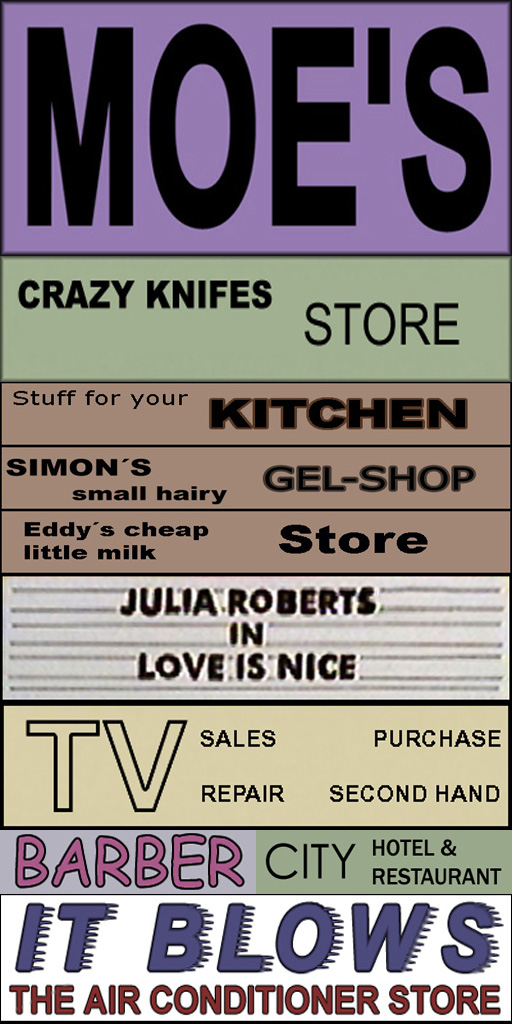 MOE'S
CRAZY KNIFES STORE
Stuff for your KITCHEN
SIMON´S
small hairy GEL-SHOP
Eddy´s cheap
little milk Store
JULIA ROBERTS
IN
LOVE IS NICE
TV SALES PURCHASE
REPAIR SECOND HAND
BARBER CITY HOTEL &
RESTAURANT
IT BLOWS
THE AIR CONDITIONER STORE